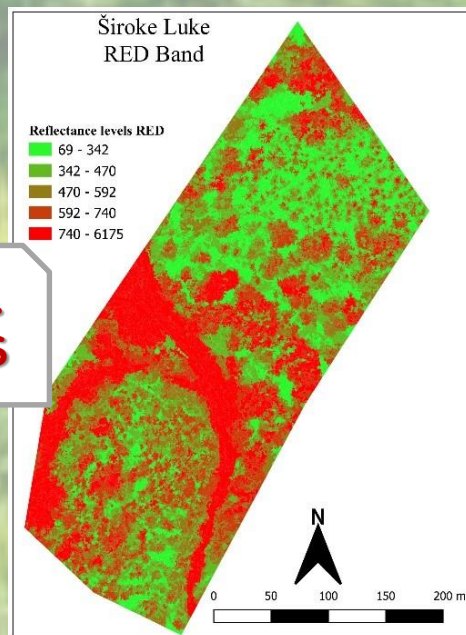 Široke Luke
RED Band
Reflectance levels RED
69 - 342
342 - 470
470 - 592
592 - 740
740 - 6175
N
0 50 100 150 200 m